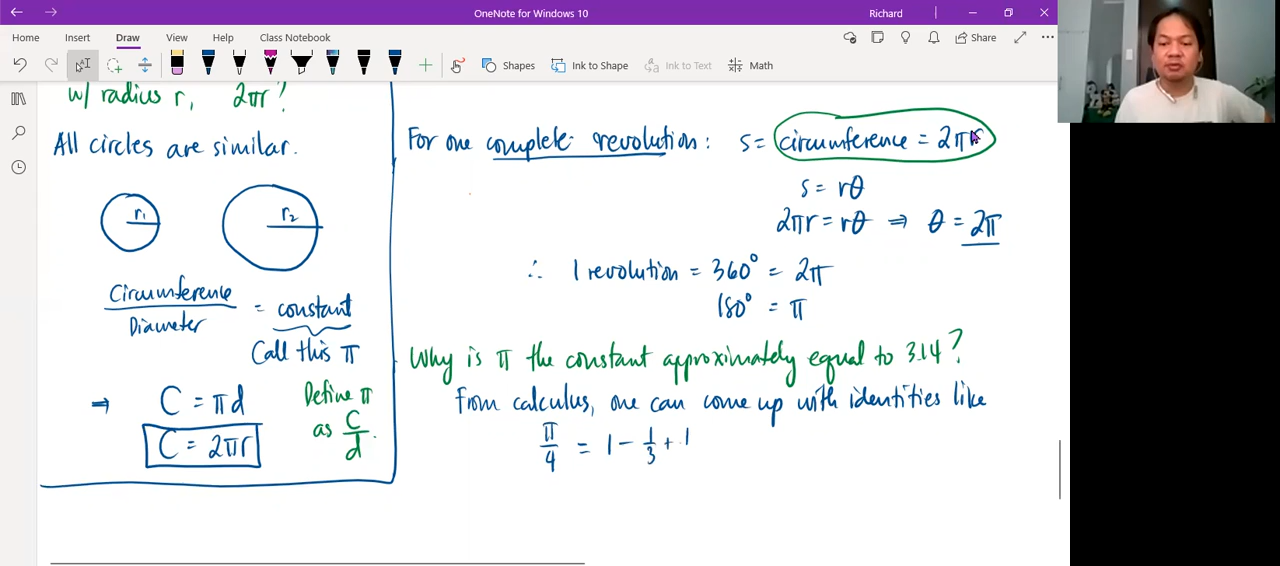 OneNote for Windows 10
Richard
Home Insert Draw View Help Class Notebook
Share
Shapes Ink to Shape Ink to Text Math
w/ radius r, 2πr?
All circles are similar.
r₁ r₂
Circumference / Diameter = constant
Call this π
⇒ C = πd
C = 2πr
Define π
as C/d.
For one complete revolution: s = circumference = 2πr
s = rθ
2πr = rθ ⇒ θ = 2π
∴ 1 revolution = 360° = 2π
180° = π
Why is π the constant approximately equal to 3.14?
From calculus, one can come up with identities like
π/4 = 1 - 1/3 + 1